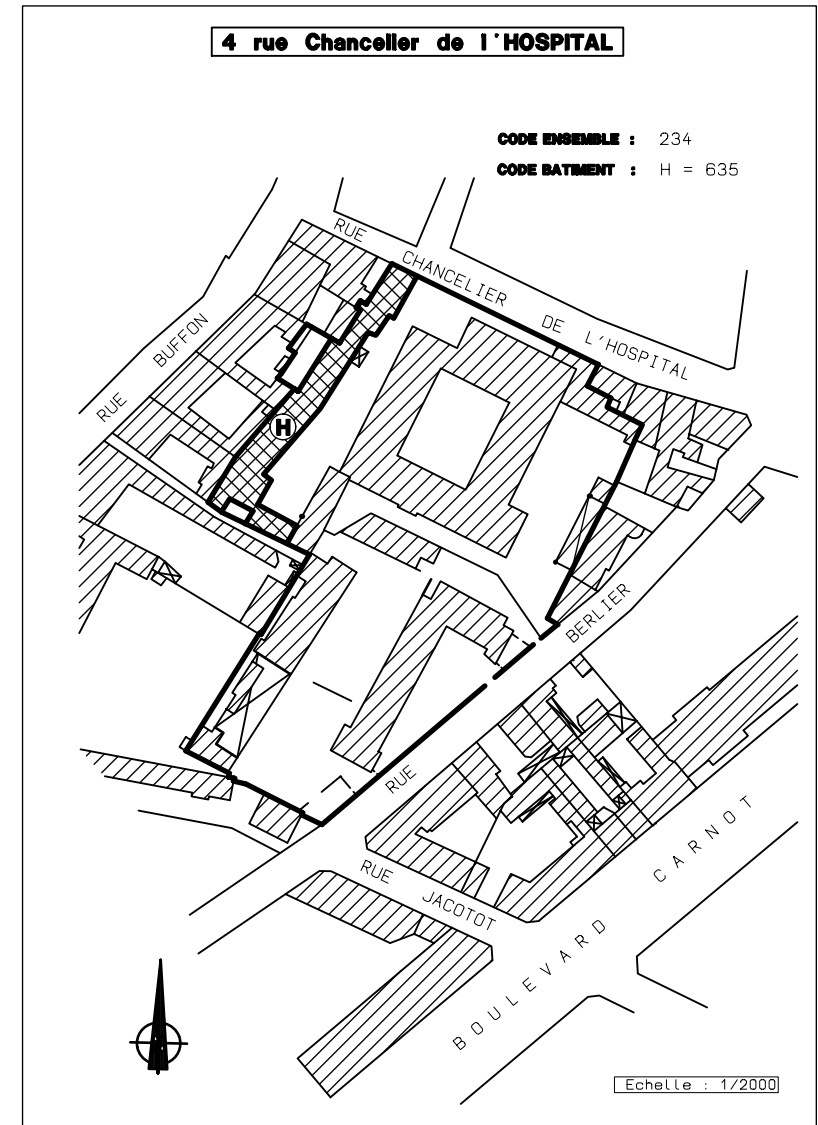 4 rue Chancelier de l'HOSPITAL
CODE ENSEMBLE : 234
CODE BATIMENT : H = 635
RUE CHANCELIER DE L'HOSPITAL
RUE BUFFON
H
RUE BERLIER
RUE JACOTOT
BOULEVARD CARNOT
Echelle : 1/2000